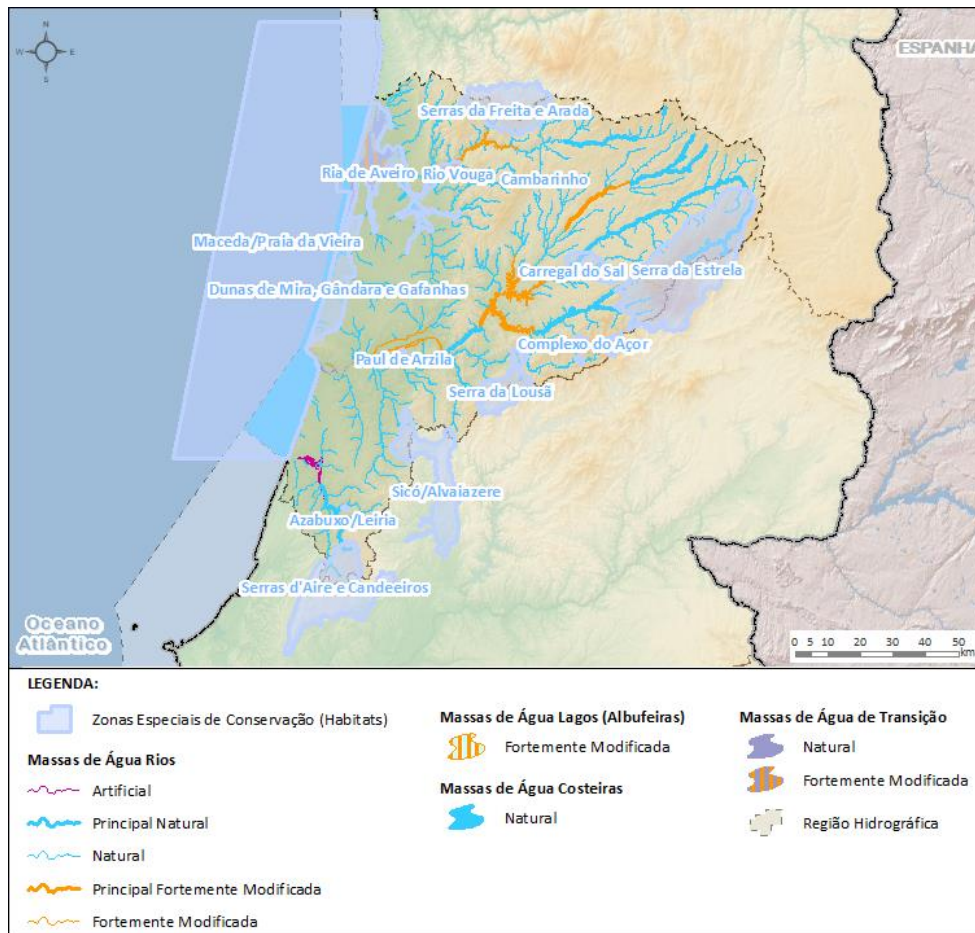 N
W
E
S
ESPANHA
Serras da Freita e Arada
Ria de Aveiro
Rio Vouga
Cambarinho
Maceda/Praia da Vieira
Carregal do Sal
Serra da Estrela
Dunas de Mira, Gândara e Gafanhas
Complexo do Açor
Paul de Arzila
Serra da Lousã
Sicó/Alvaiazere
Azabuxo/Leiria
Serras d'Aire e Candeeiros
Oceano
Atlântico
0 5 10 20 30 40 50
km
LEGENDA:
Zonas Especiais de Conservação (Habitats)
Massas de Água Rios
Artificial
Principal Natural
Natural
Principal Fortemente Modificada
Fortemente Modificada
Massas de Água Lagos (Albufeiras)
Fortemente Modificada
Massas de Água Costeiras
Natural
Massas de Água de Transição
Natural
Fortemente Modificada
Região Hidrográfica